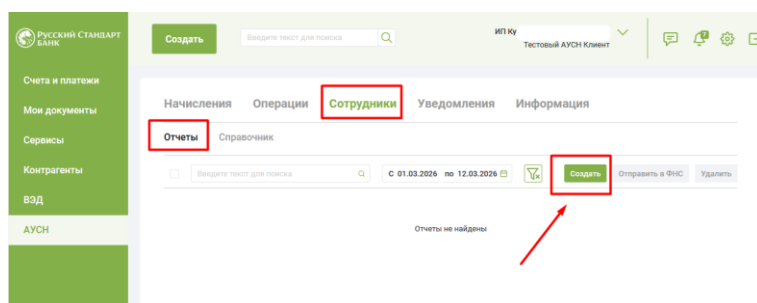 Русский Стандарт
БАНК
Создать
Введите текст для поиска
ИП Ку
Тестовый АУСН Клиент
Счета и платежи
Мои документы
Сервисы
Контрагенты
ВЭД
АУСН
Начисления Операции Сотрудники Уведомления Информация
Отчеты Справочник
Введите текст для поиска С 01.03.2026 по 12.03.2026 Создать Отправить в ФНС Удалить
Отчеты не найдены